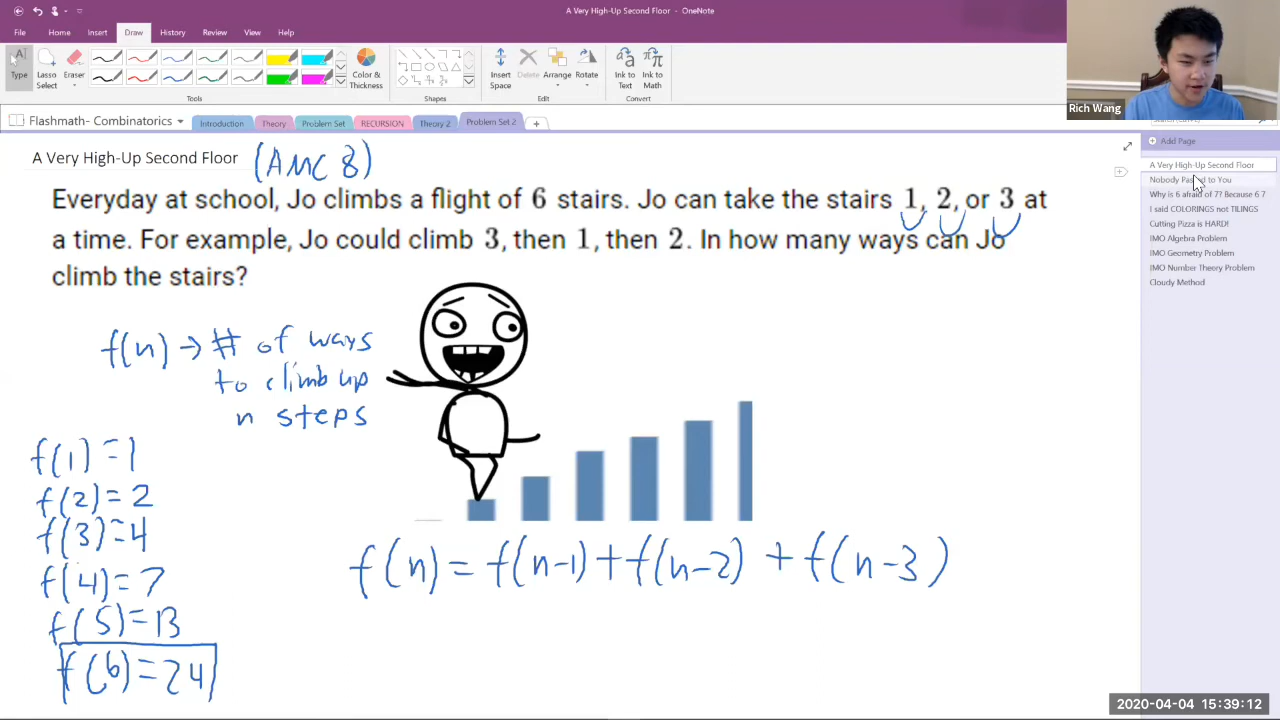 A Very High-Up Second Floor - OneNote
File Home Insert Draw History Review View Help
Type
Lasso Select
Eraser
Color & Thickness
Insert Space
Delete
Arrange
Rotate
Ink to Text
Ink to Math
Tools
Shapes
Edit
Convert
Rich Wang
Flashmath- Combinatorics
Introduction
Theory
Problem Set
RECURSION
Theory 2
Problem Set 2
Add Page
A Very High-Up Second Floor
Nobody to You
Why is 6 afraid of 7? Because 6 7
I said COLORINGS not TILINGS
Cutting Pizza is HARD!
IMO Algebra Problem
IMO Geometry Problem
IMO Number Theory Problem
Cloudy Method
A Very High-Up Second Floor (AMC 8)
Everyday at school, Jo climbs a flight of 6 stairs. Jo can take the stairs 1, 2, or 3 at
a time. For example, Jo could climb 3, then 1, then 2. In how many ways can Jo
climb the stairs?
f(n) → # of ways
to climb up
n steps
f(1)=1
f(2)=2
f(3)=4
f(4)=7
f(5)=13
f(6)=24
f(n)=f(n-1)+f(n-2)+f(n-3)
2020-04-04 15:39:12